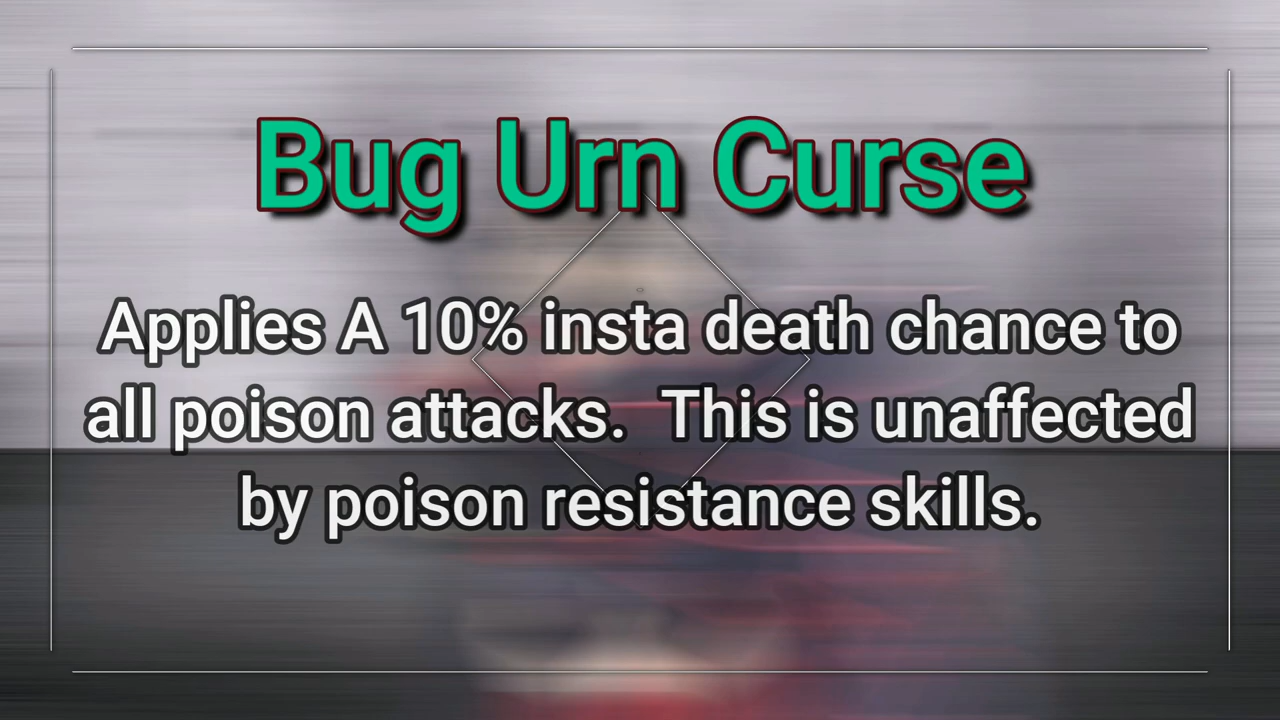 Bug Urn Curse
Applies A 10% insta death chance to
all poison attacks.  This is unaffected
by poison resistance skills.